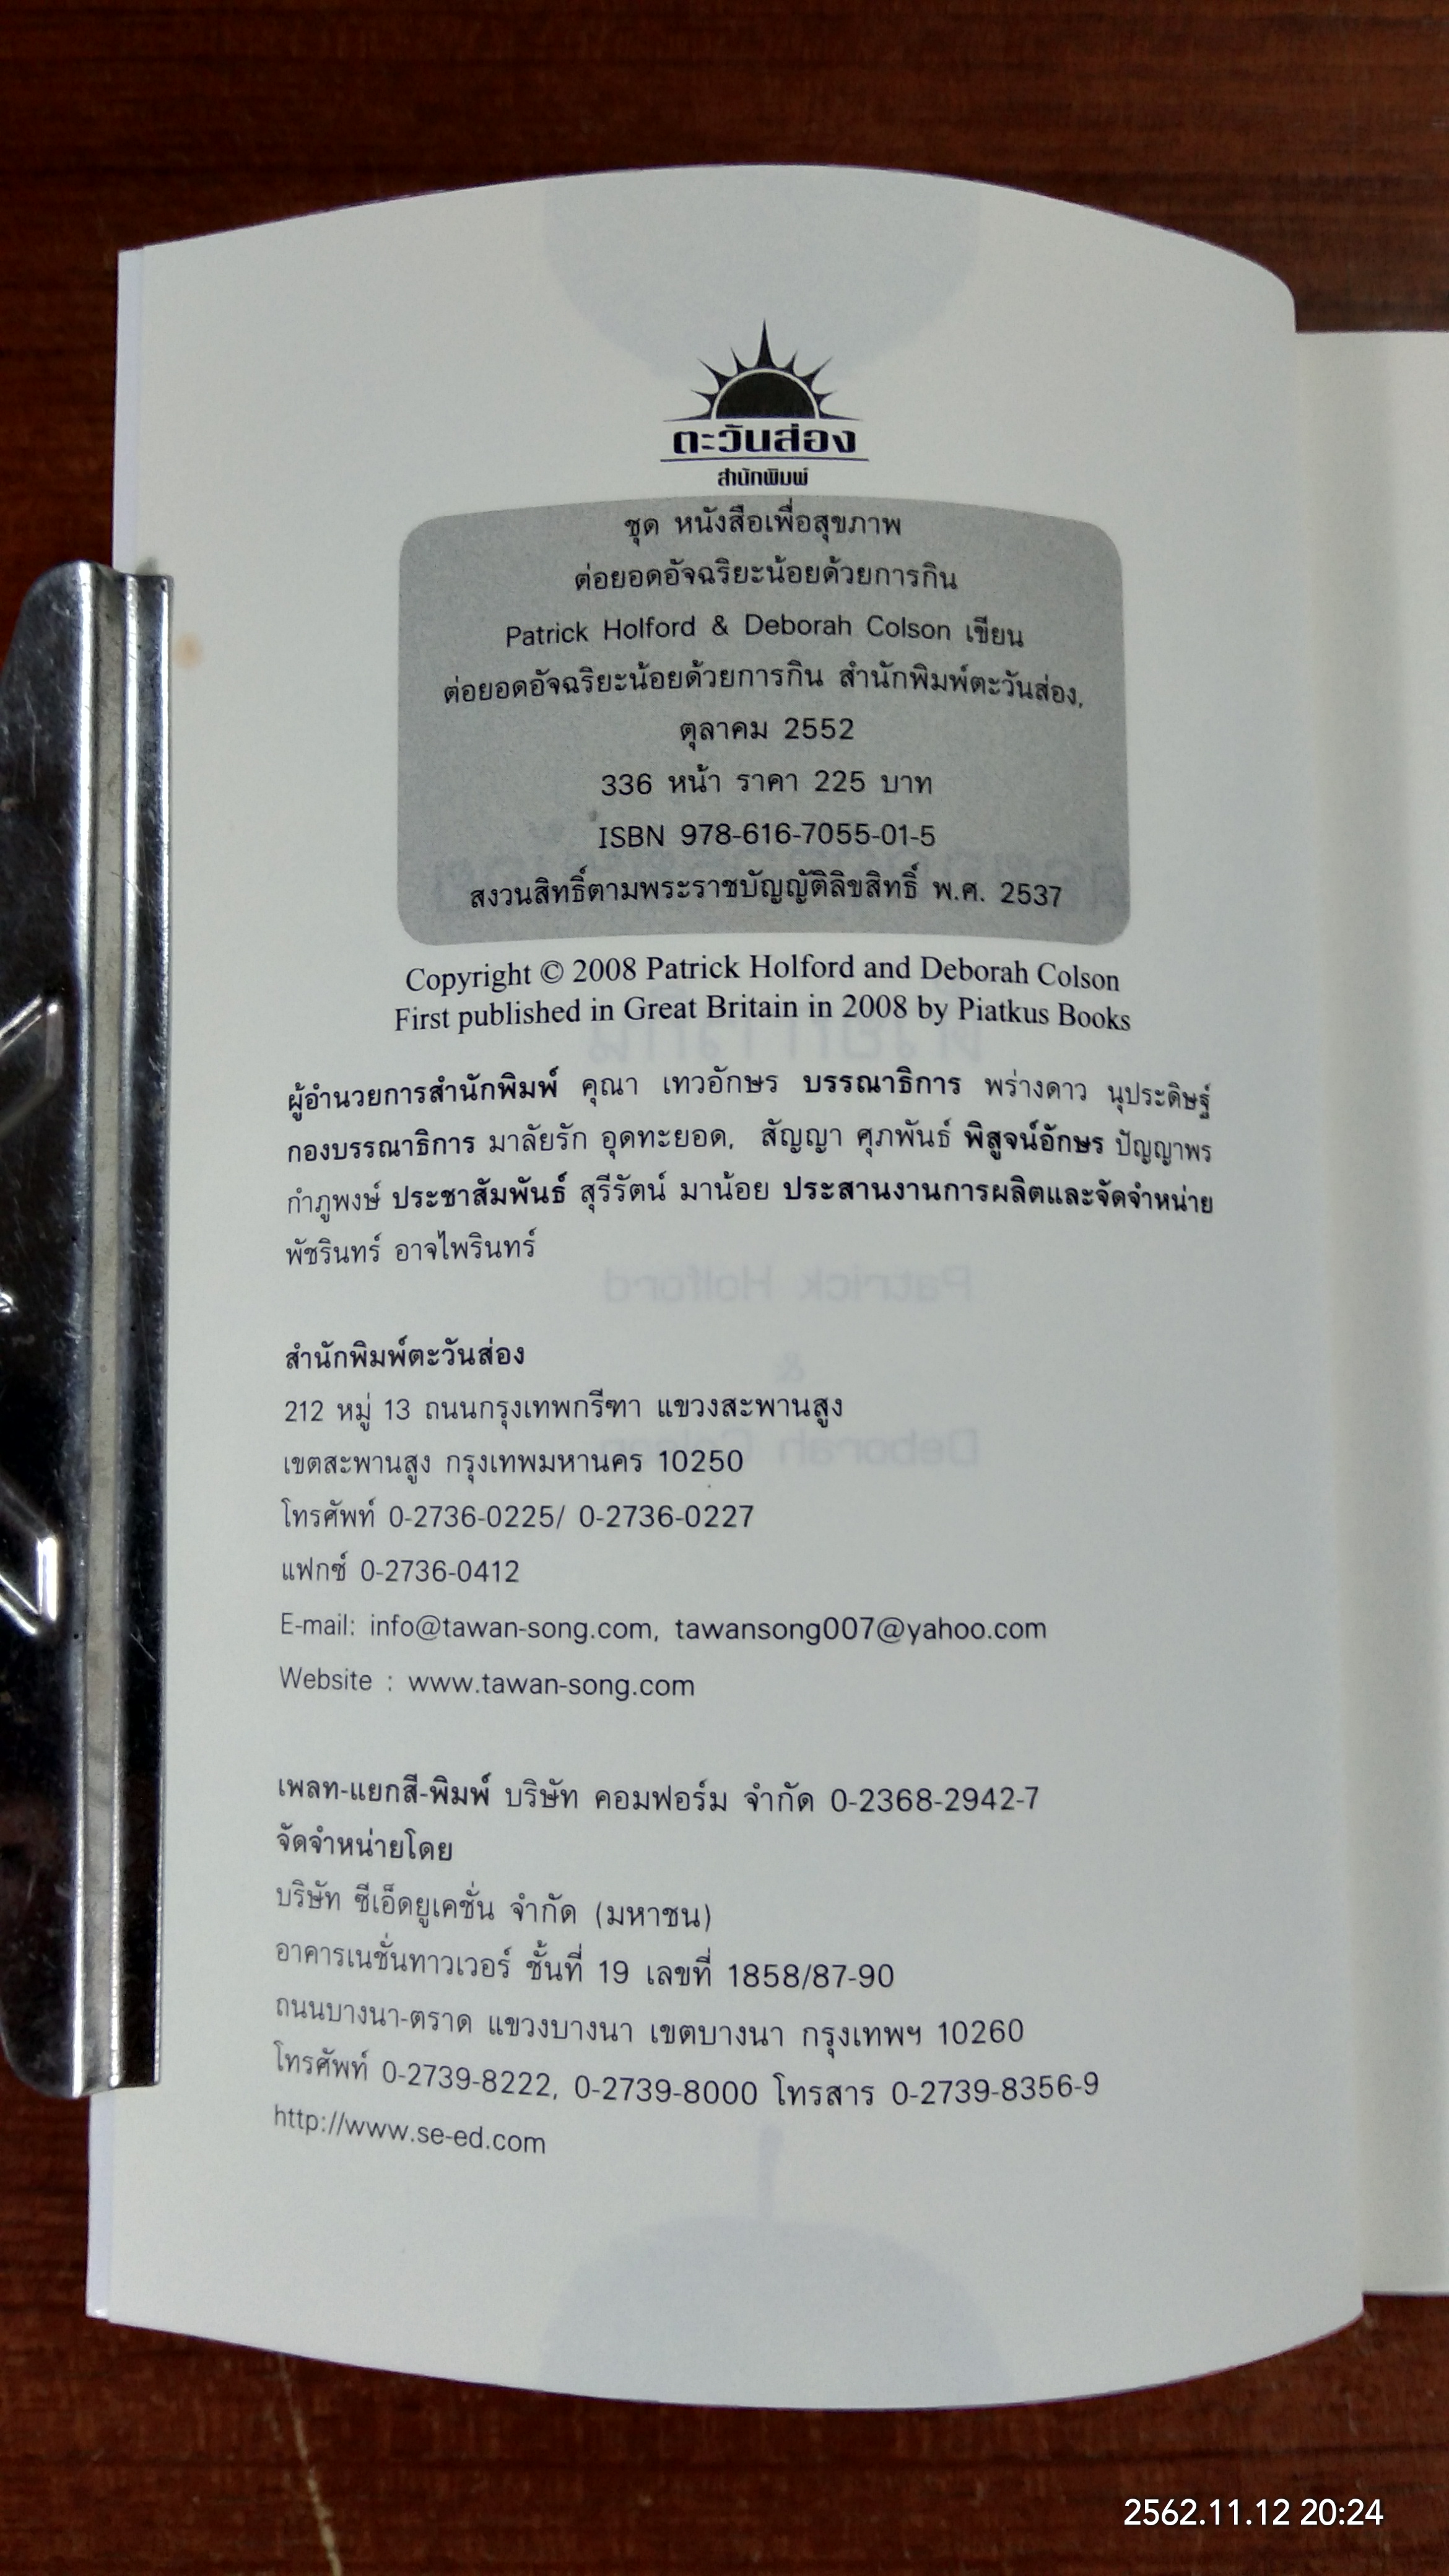 ตะวันส่อง
สำนักพิมพ์
ชุด หนังสือเพื่อสุขภาพ
ต่อยอดอัจฉริยะน้อยด้วยการกิน
Patrick Holford & Deborah Colson เขียน
ต่อยอดอัจฉริยะน้อยด้วยการกิน สำนักพิมพ์ตะวันส่อง,
ตุลาคม 2552
336 หน้า ราคา 225 บาท
ISBN 978-616-7055-01-5
สงวนสิทธิ์ตามพระราชบัญญัติลิขสิทธิ์ พ.ศ. 2537
Copyright © 2008 Patrick Holford and Deborah Colson
First published in Great Britain in 2008 by Piatkus Books
ผู้อำนวยการสำนักพิมพ์ คุณา เทวอักษร บรรณาธิการ พร่างดาว นุประดิษฐ์
กองบรรณาธิการ มาลัยรัก อุดทะยอด, สัญญา ศุภพันธ์ พิสูจน์อักษร ปัญญาพร
กำภูพงษ์ ประชาสัมพันธ์ สุรีรัตน์ มาน้อย ประสานงานการผลิตและจัดจำหน่าย
พัชรินทร์ อาจไพรินทร์
สำนักพิมพ์ตะวันส่อง
212 หมู่ 13 ถนนกรุงเทพกรีฑา แขวงสะพานสูง
เขตสะพานสูง กรุงเทพมหานคร 10250
โทรศัพท์ 0-2736-0225/ 0-2736-0227
แฟกซ์ 0-2736-0412
E-mail: info@tawan-song.com, tawansong007@yahoo.com
Website : www.tawan-song.com
เพลท-แยกสี-พิมพ์ บริษัท คอมฟอร์ม จำกัด 0-2368-2942-7
จัดจำหน่ายโดย
บริษัท ซีเอ็ดยูเคชั่น จำกัด (มหาชน)
อาคารเนชั่นทาวเวอร์ ชั้นที่ 19 เลขที่ 1858/87-90
ถนนบางนา-ตราด แขวงบางนา เขตบางนา กรุงเทพฯ 10260
โทรศัพท์ 0-2739-8222, 0-2739-8000 โทรสาร 0-2739-8356-9
http://www.se-ed.com
2562.11.12 20:24